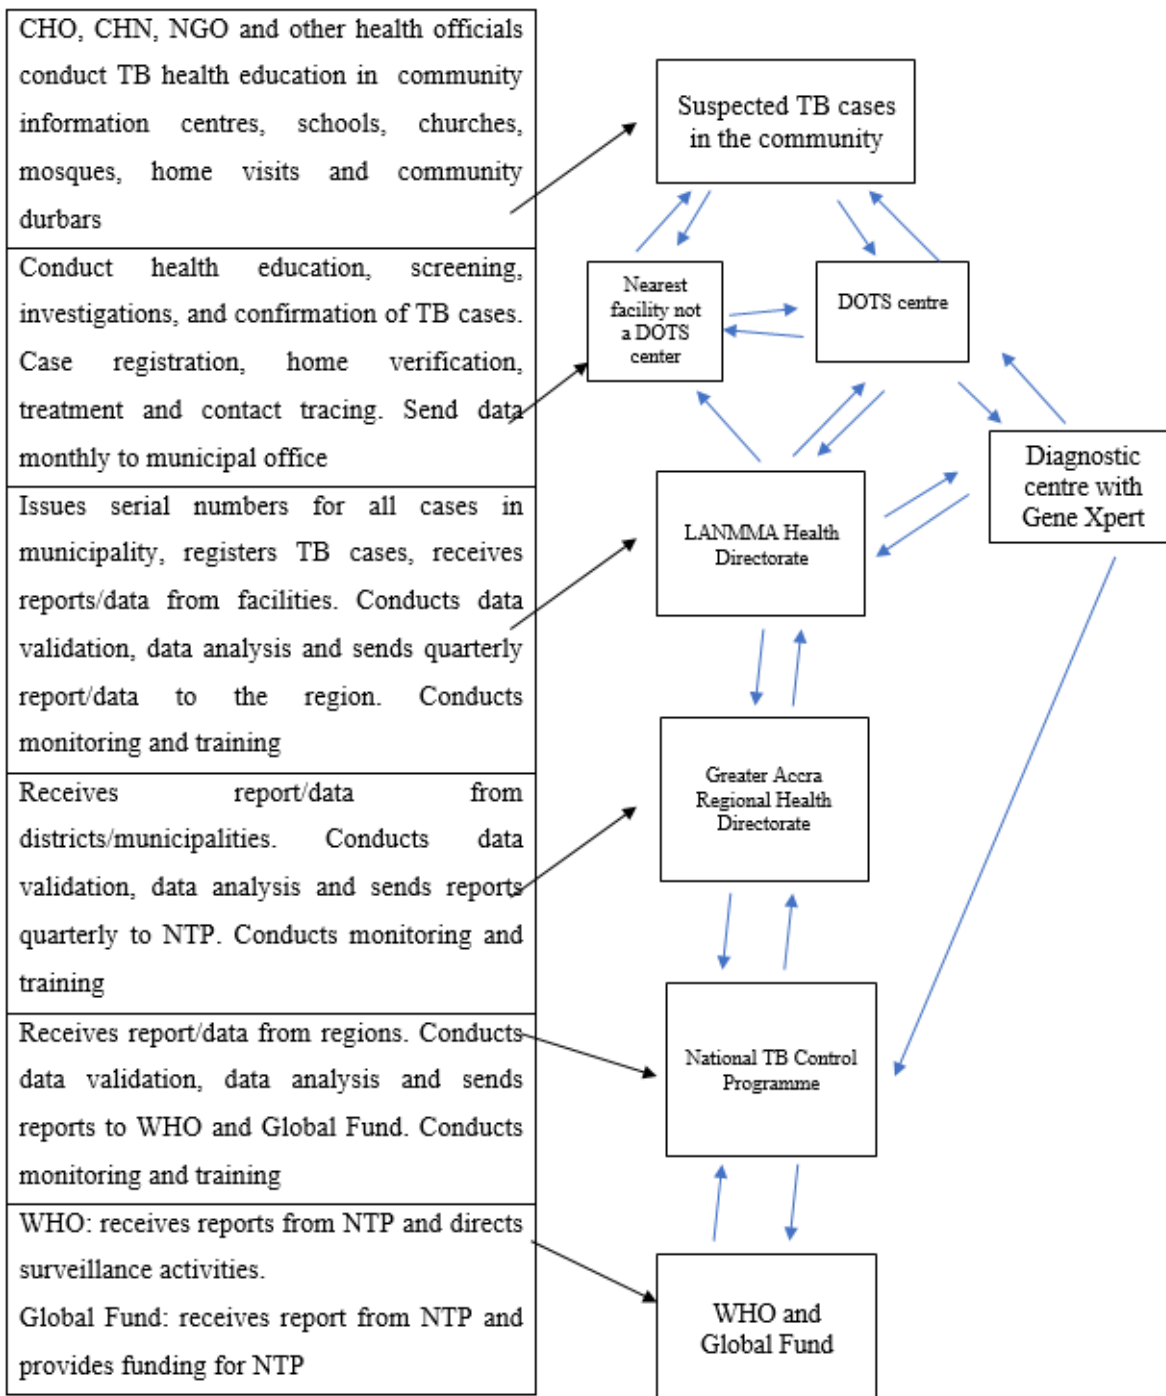 CHO, CHN, NGO and other health officials
conduct TB health education in community
information centres, schools, churches,
mosques, home visits and community
durbars
Conduct health education, screening,
investigations, and confirmation of TB cases.
Case registration, home verification,
treatment and contact tracing. Send data
monthly to municipal office
Issues serial numbers for all cases in
municipality, registers TB cases, receives
reports/data from facilities. Conducts data
validation, data analysis and sends quarterly
report/data to the region. Conducts
monitoring and training
Receives report/data from
districts/municipalities. Conducts data
validation, data analysis and sends reports
quarterly to NTP. Conducts monitoring and
training
Receives report/data from regions. Conducts
data validation, data analysis and sends
reports to WHO and Global Fund. Conducts
monitoring and training
WHO: receives reports from NTP and directs
surveillance activities.
Global Fund: receives report from NTP and
provides funding for NTP
Suspected TB cases
in the community
Nearest
facility not
a DOTS
center
DOTS centre
Diagnostic
centre with
Gene Xpert
LANMMA Health
Directorate
Greater Accra
Regional Health
Directorate
National TB Control
Programme
WHO and
Global Fund